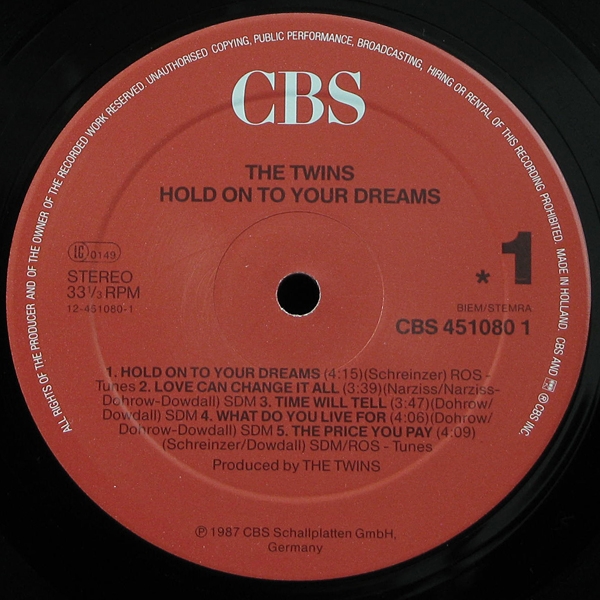 ALL RIGHTS OF THE PRODUCER AND OF THE OWNER OF THE RECORDED WORK RESERVED. UNAUTHORISED COPYING, PUBLIC PERFORMANCE, BROADCASTING, HIRING OR RENTAL OF THIS RECORDING PROHIBITED. MADE IN HOLLAND. CBS AND ℗ CBS INC.
CBS
THE TWINS
HOLD ON TO YOUR DREAMS
LC 0149
STEREO
33⅓ RPM
12-451080-1
* 1
BIEM/STEMRA
CBS 451080 1
1. HOLD ON TO YOUR DREAMS (4:15)(Schreinzer) ROS -
Tunes 2. LOVE CAN CHANGE IT ALL (3:39)(Narziss/Narziss-
Dohrow-Dowdall) SDM 3. TIME WILL TELL (3:47)(Dohrow/
Dowdall) SDM 4. WHAT DO YOU LIVE FOR (4:06)(Dohrow/
Dohrow-Dowdall) SDM 5. THE PRICE YOU PAY (4:09)
(Schreinzer/Dowdall) SDM/ROS - Tunes
Produced by THE TWINS
℗ 1987 CBS Schallplatten GmbH,
Germany